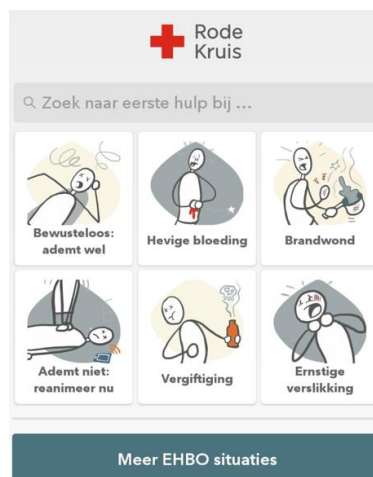 Rode
Kruis
Zoek naar eerste hulp bij ...
Bewusteloos:
ademt wel
Hevige bloeding
Brandwond
Ademt niet:
reanimeer nu
Vergiftiging
Ernstige
verslikking
Meer EHBO situaties